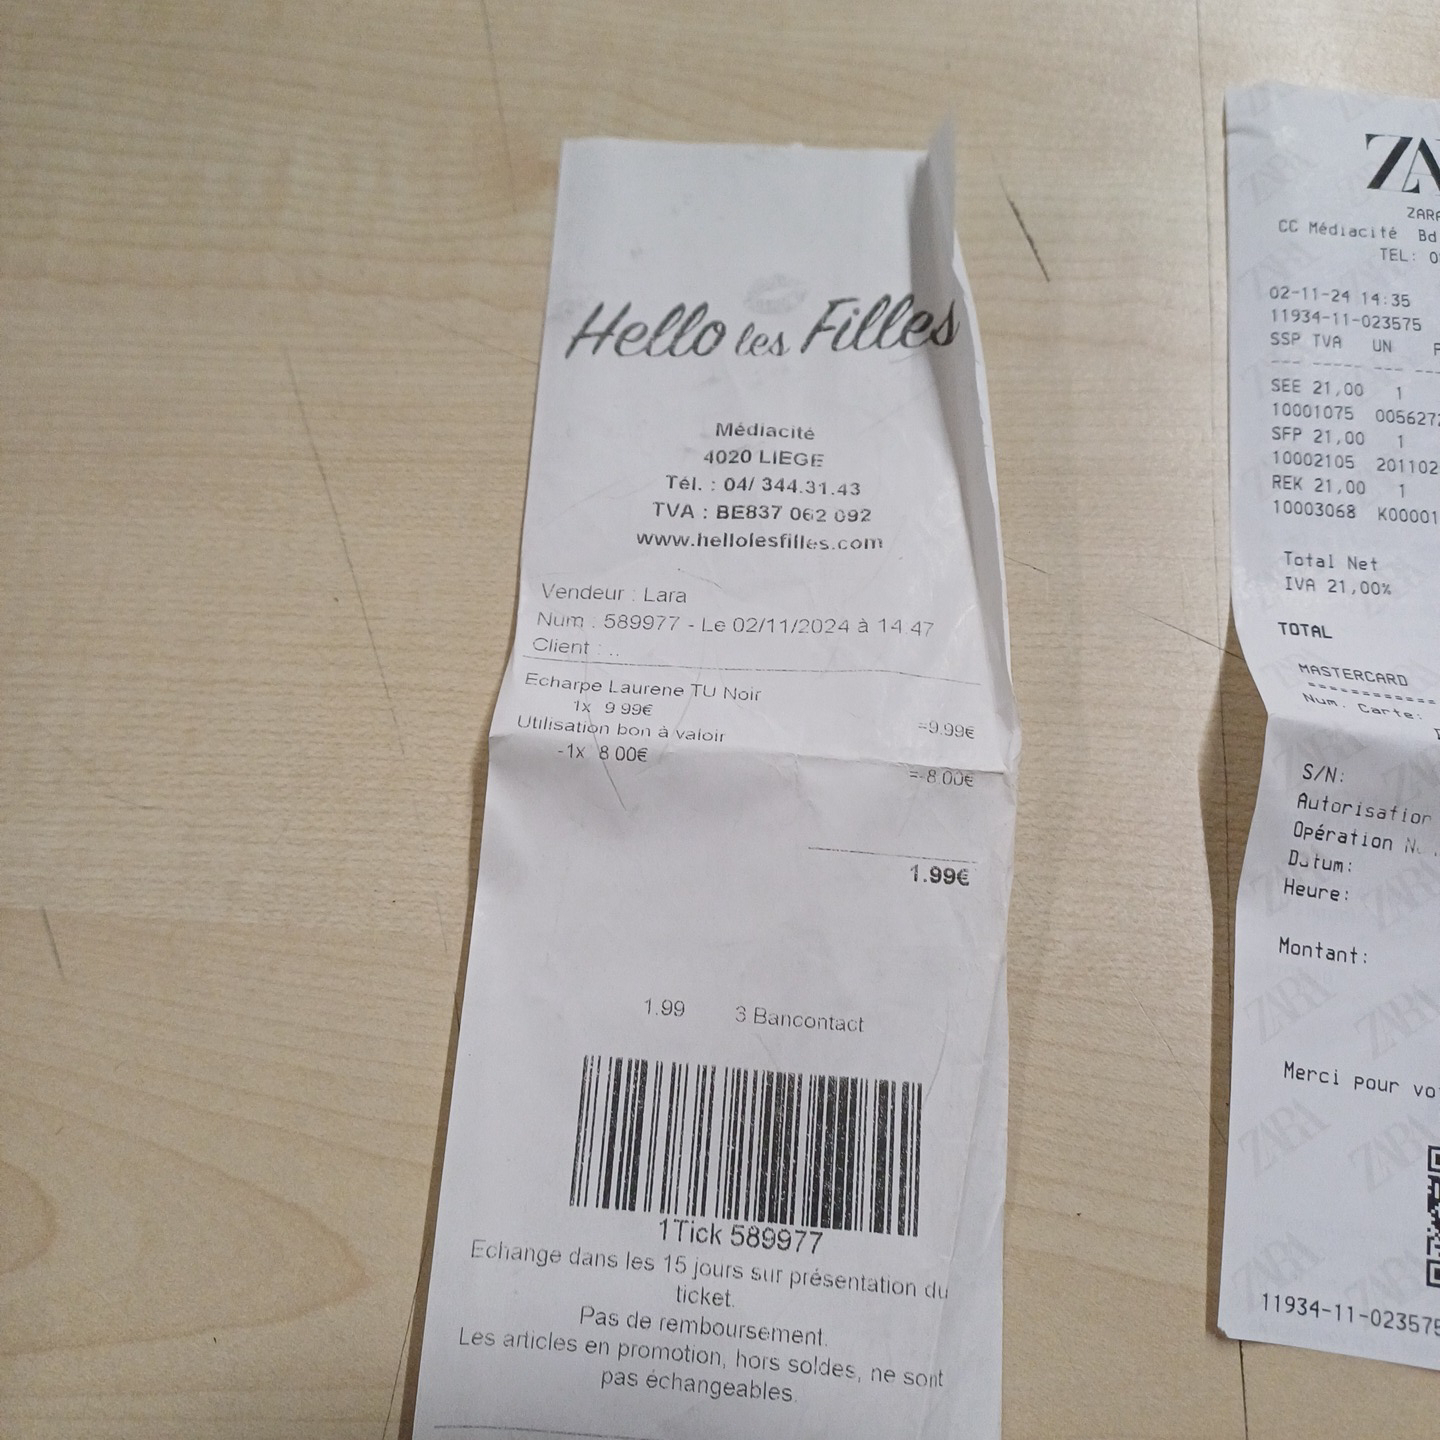 Hello les Filles
Médiacité
4020 LIEGE
Tél. : 04/ 344.31.43
TVA : BE837 062 092
www.hellolesfilles.com
Vendeur : Lara
Num : 589977 - Le 02/11/2024 à 14:47
Client : ..
Echarpe Laurene TU Noir
1x 9.99€ =9.99€
Utilisation bon à valoir
-1x 8.00€ =-8.00€
1.99€
1.99 3 Bancontact
1Tick 589977
Echange dans les 15 jours sur présentation du
ticket.
Pas de remboursement.
Les articles en promotion, hors soldes, ne sont
pas échangeables.
ZA
ZARA
CC Médiacité Bd
TEL: 0
02-11-24 14:35
11934-11-023575
SSP TVA UN
SEE 21,00 1
10001075 005627
SFP 21,00 1
10002105 201102
REK 21,00 1
10003068 K00001
Total Net
IVA 21,00%
TOTAL
MASTERCARD
Num. Carte:
S/N:
Autorisation
Opération
Datum:
Heure:
Montant:
Merci pour vo
11934-11-023575